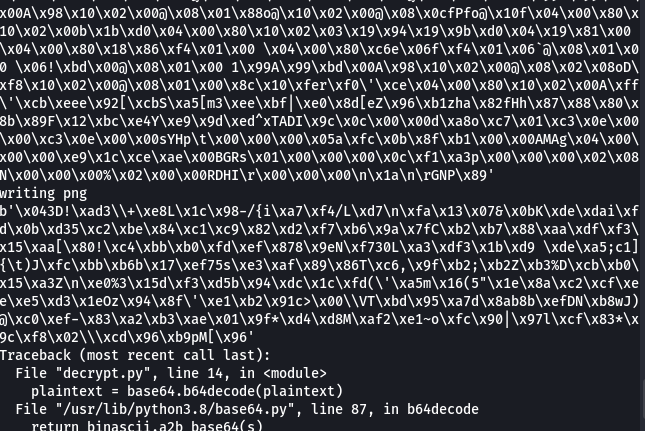 x00A\x98\x10\x02\x00@\x08\x01\x88o@\x10\x02\x00@\x08\x0cfPfo@\x10f\x04\x00\x80\x
x10\x02\x00b\x1b\xd0\x04\x00\x80\x10\x02\x03\x19\x94\x19\x9b\xd0\x04\x19\x81\x00
\x04\x00\x80\x18\x86\xf4\x01\x00 \x04\x00\x80\xc6e\x06f\xf4\x01\x06`@\x08\x01\x0
0 \x06!\xbd\x00@\x08\x01\x00 1\x99A\x99\xbd\x00A\x98\x10\x02\x00@\x08\x02\x08oD\
xf8\x10\x02\x00@\x08\x01\x00\x8c\x10\xfer\xf0\'\xce\x04\x00\x80\x10\x02\x00A\xff
\'\xcb\xeee\x92[\xcbS\xa5[m3\xee\xbf|\xe0\x8d[eZ\x96\xb1zha\x82fHh\x87\x88\x80\x
8b\x89F\x12\xbc\xe4Y\xe9\x9d\xed^xTADI\x9c\x0c\x00\x00d\xa8o\xc7\x01\xc3\x0e\x00
\x00\xc3\x0e\x00\x00sYHp\t\x00\x00\x00\x05a\xfc\x0b\x8f\xb1\x00\x00AMAg\x04\x00\
x00\x00\xe9\x1c\xce\xae\x00BGRs\x01\x00\x00\x00\x0c\xf1\xa3p\x00\x00\x00\x02\x08
N\x00\x00\x00%\x02\x00\x00RDHI\r\x00\x00\x00\n\x1a\n\rGNP\x89'
writing png
b'\x043D!\xad3\\+\xe8L\x1c\x98-/{i\xa7\xf4/L\xd7\n\xfa\x13\x07&\x0bK\xde\xdai\xf
d\x0b\xd35\xc2\xbe\x84\xc1\xc9\x82\xd2\xf7\xb6\x9a\x7fC\xb2\xb7\x88\xaa\xdf\xf3\
x15\xaa[\x80!\xc4\xbb\xb0\xfd\xef\x878\x9eN\xf730L\xa3\xdf3\x1b\xd9 \xde\xa5;c1]
{\t)J\xfc\xbb\xb6b\x17\xef75s\xe3\xaf\x89\x86T\xc6,\x9f\xb2;\xb2Z\xb3%D\xcb\xb0\
x15\xa3Z\n\xe0%3\x15d\xf3\xd5b\x94\xdc\x1c\xfd(\'\xa5m\x16(5"\x1e\x8a\xc2\xcf\xe
e\xe5\xd3\x1eOz\x94\x8f\'\xe1\xb2\x91c>\x00\\VT\xbd\x95\xa7d\x8ab8b\xefDN\xb8wJ)
@\xc0\xef-\x83\xa2\xb3\xae\x01\x9f*\xd4\xd8M\xaf2\xe1~o\xfc\x90|\x97l\xcf\x83*\x
9c\xf8\x02\\\xcd\x96\xb9pM[\x96'
Traceback (most recent call last):
File "decrypt.py", line 14, in <module>
plaintext = base64.b64decode(plaintext)
File "/usr/lib/python3.8/base64.py", line 87, in b64decode
return binascii.a2b_base64(s)